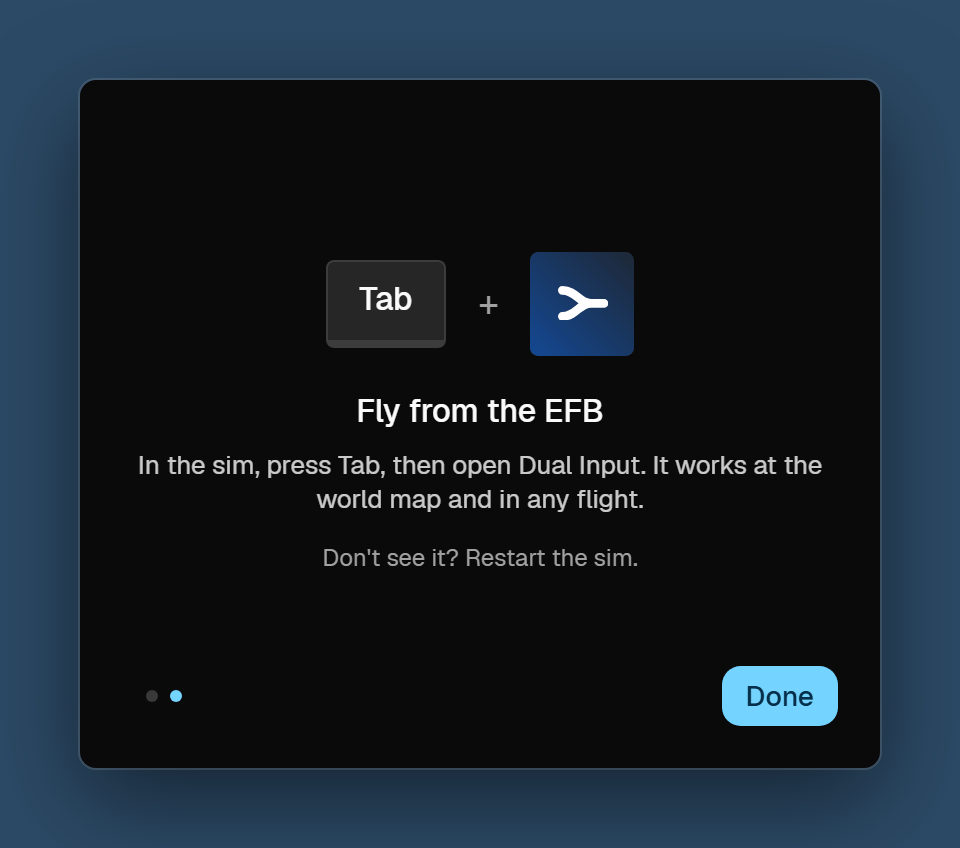 Tab
+
Fly from the EFB
In the sim, press Tab, then open Dual Input. It works at the
world map and in any flight.
Don't see it? Restart the sim.
Done